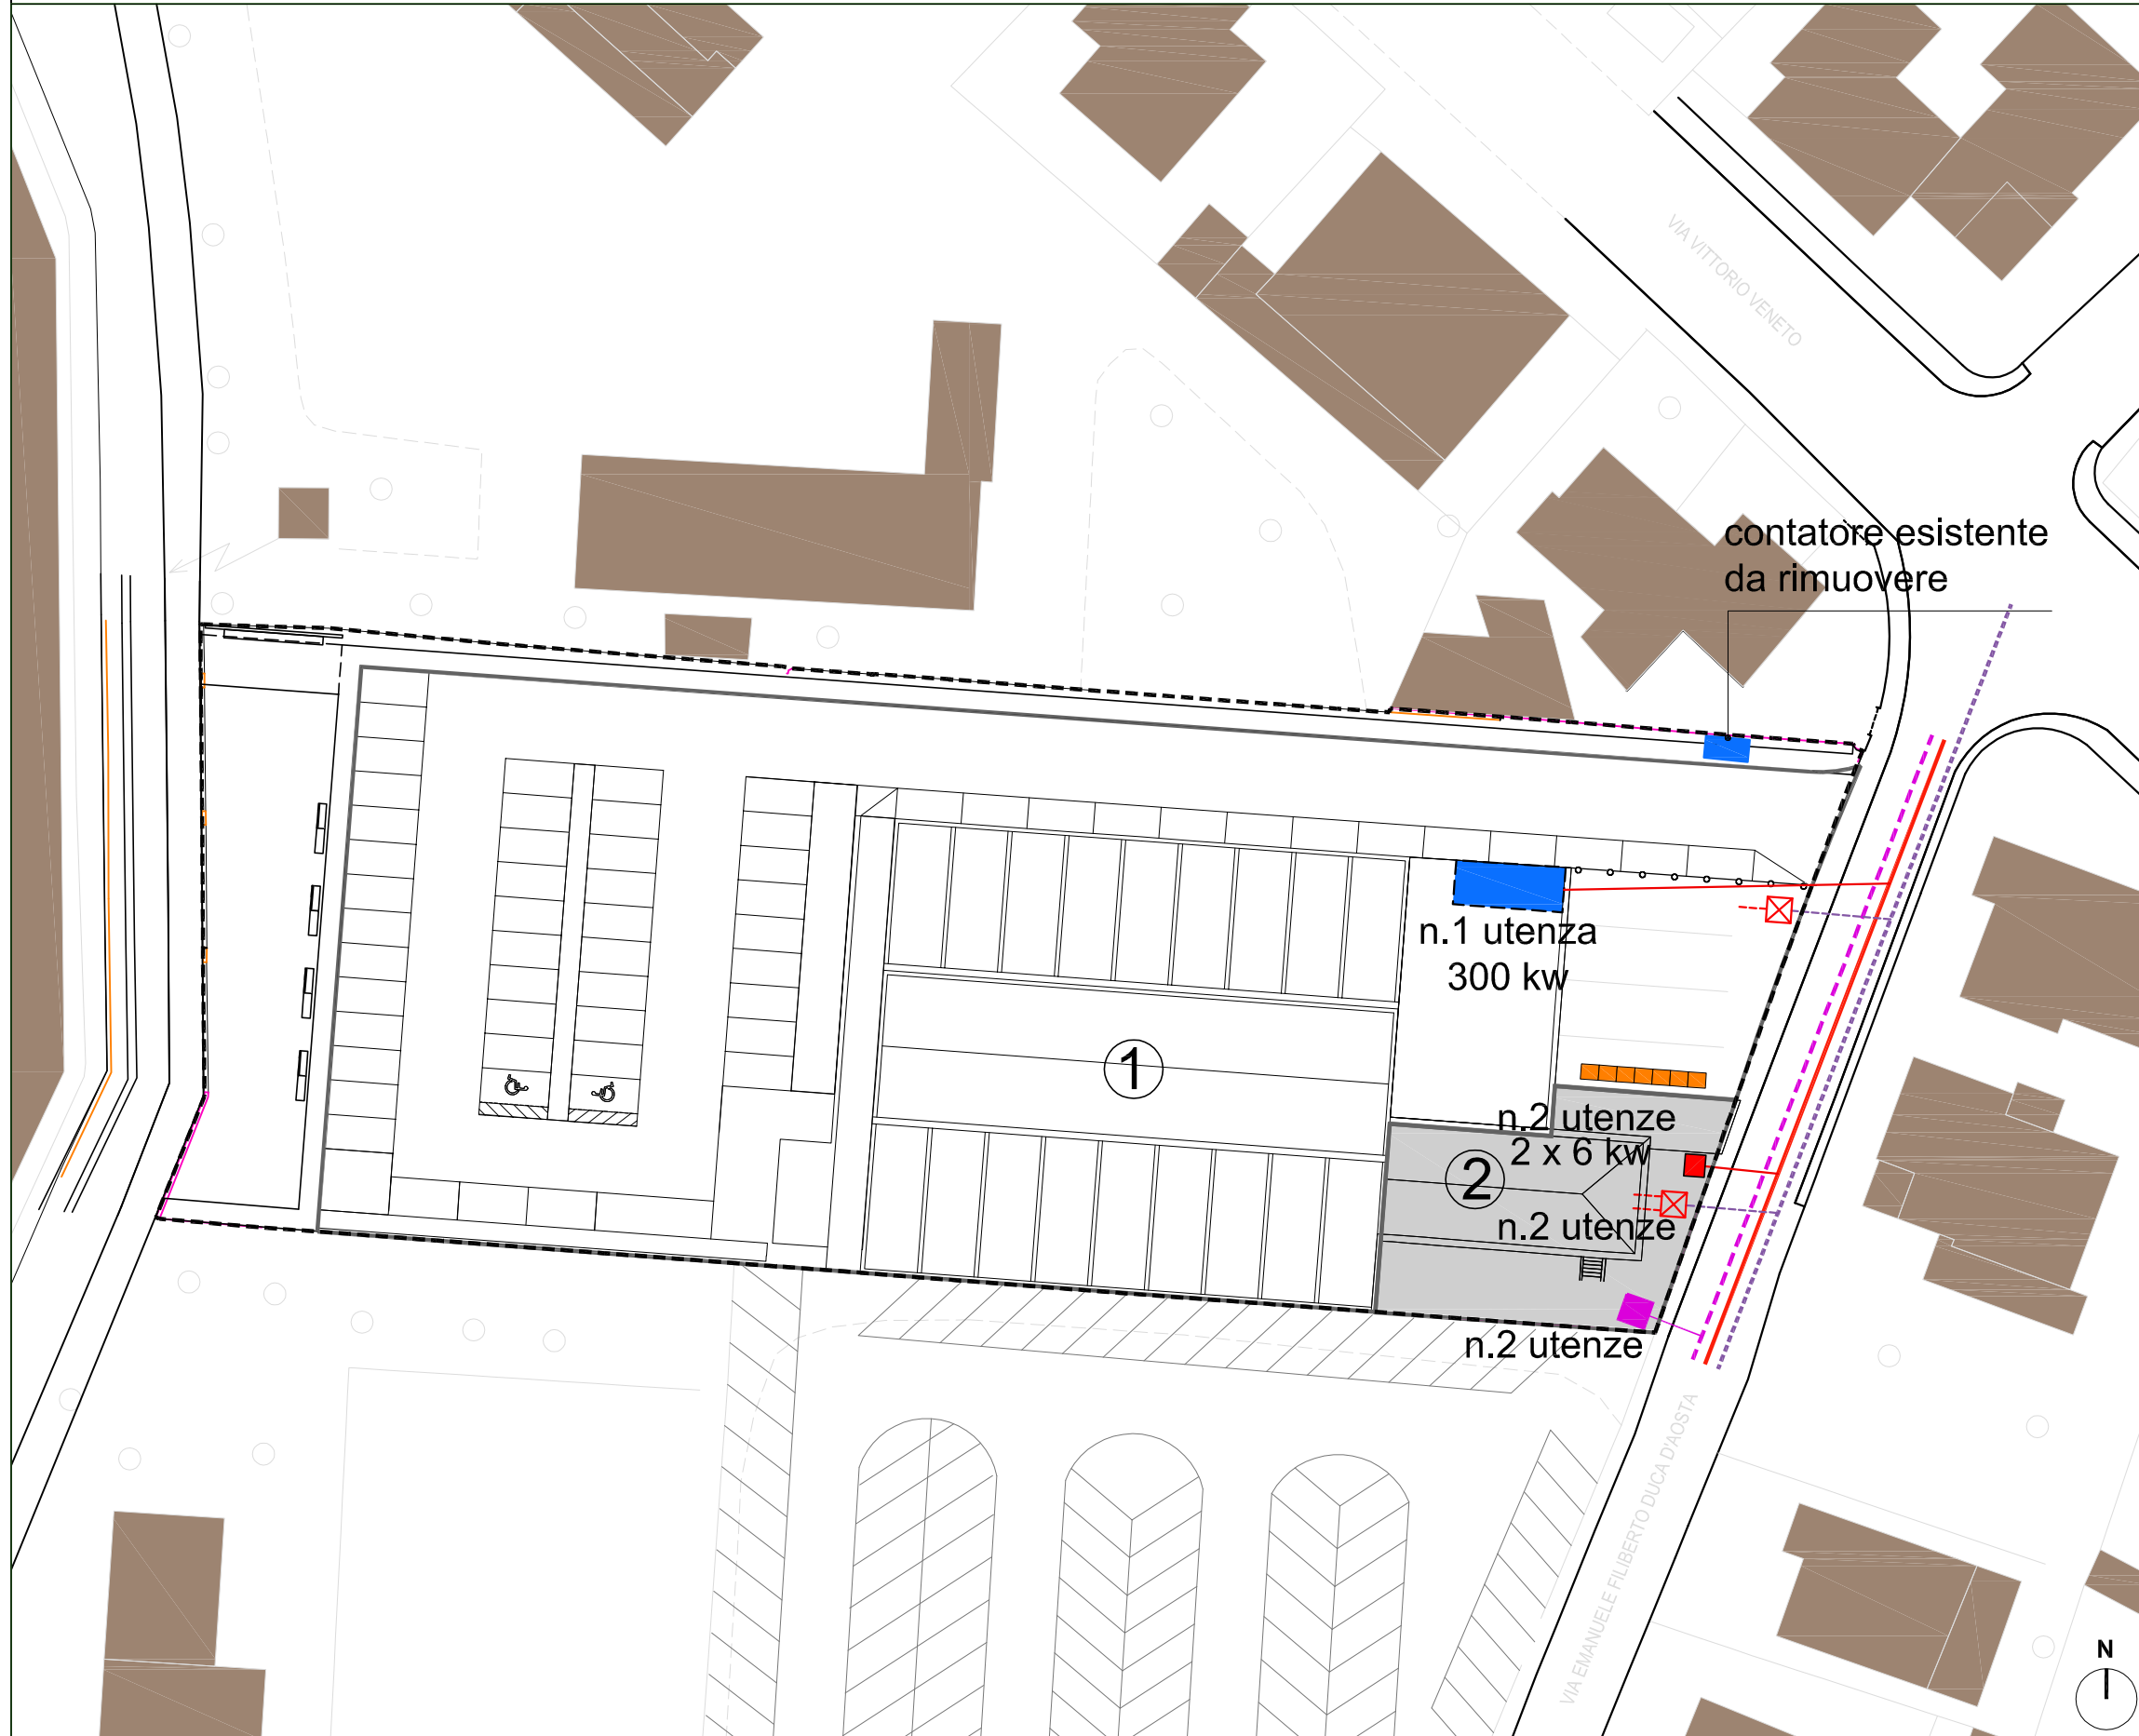 VIA VITTORIO VENETO
contatore esistente
da rimuovere
n.1 utenza
300 kw
1
n.2 utenze
2 x 6 kw
2
n.2 utenze
n.2 utenze
VIA EMANUELE FILIBERTO DUCA D'AOSTA
N